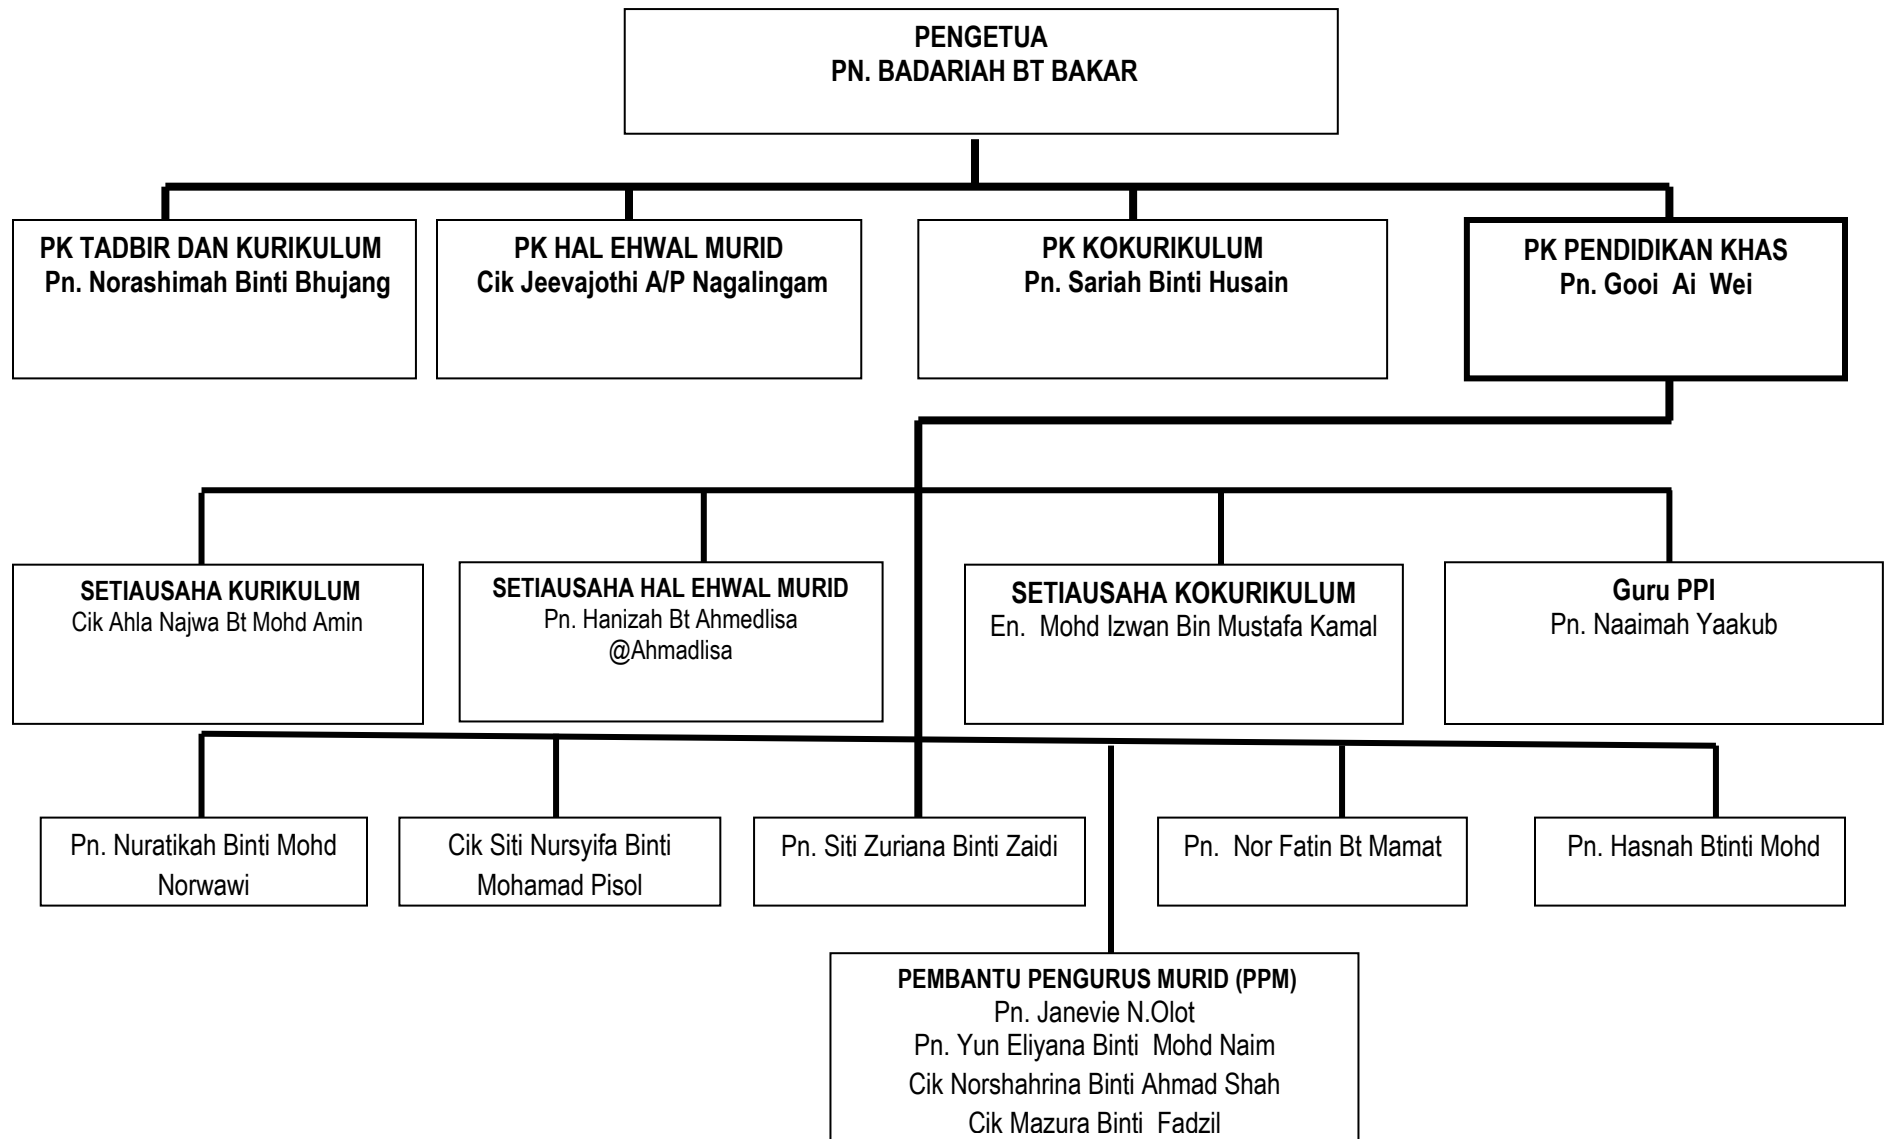 PENGETUA
PN. BADARIAH BT BAKAR
PK TADBIR DAN KURIKULUM
Pn. Norashimah Binti Bhujang
PK HAL EHWAL MURID
Cik Jeevajothi A/P Nagalingam
PK KOKURIKULUM
Pn. Sariah Binti Husain
PK PENDIDIKAN KHAS
Pn. Gooi Ai Wei
SETIAUSAHA KURIKULUM
Cik Ahla Najwa Bt Mohd Amin
SETIAUSAHA HAL EHWAL MURID
Pn. Hanizah Bt Ahmedlisa
@Ahmadlisa
SETIAUSAHA KOKURIKULUM
En. Mohd Izwan Bin Mustafa Kamal
Guru PPI
Pn. Naaimah Yaakub
Pn. Nuratikah Binti Mohd
Norwawi
Cik Siti Nursyifa Binti
Mohamad Pisol
Pn. Siti Zuriana Binti Zaidi
Pn. Nor Fatin Bt Mamat
Pn. Hasnah Btinti Mohd
PEMBANTU PENGURUS MURID (PPM)
Pn. Janevie N.Olot
Pn. Yun Eliyana Binti Mohd Naim
Cik Norshahrina Binti Ahmad Shah
Cik Mazura Binti Fadzil